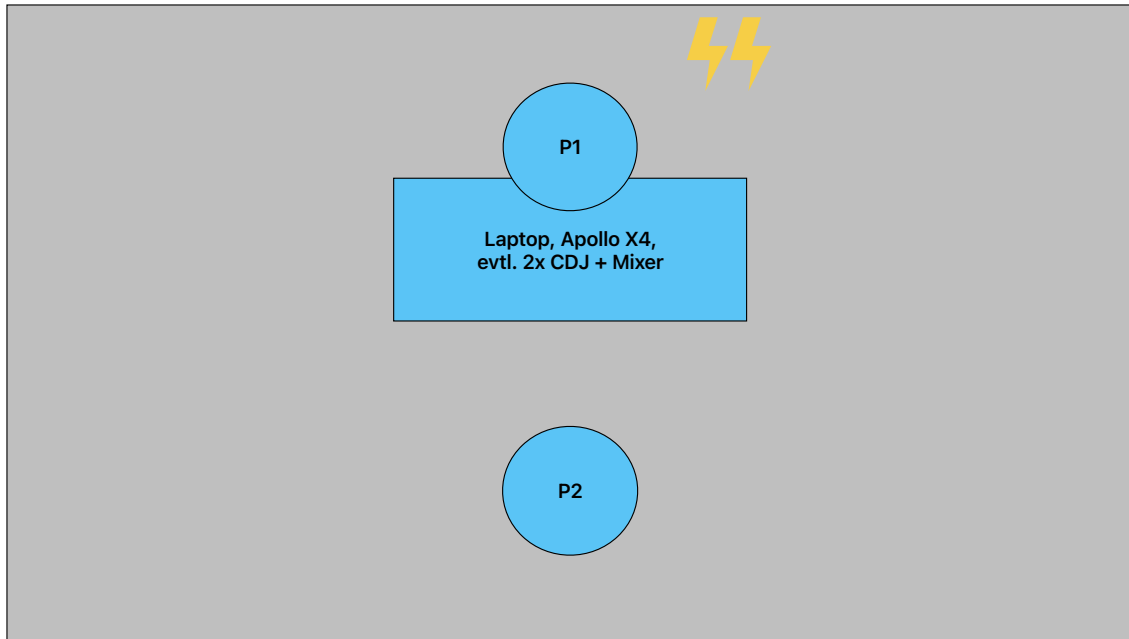 P1
Laptop, Apollo X4,
evtl. 2x CDJ + Mixer
P2